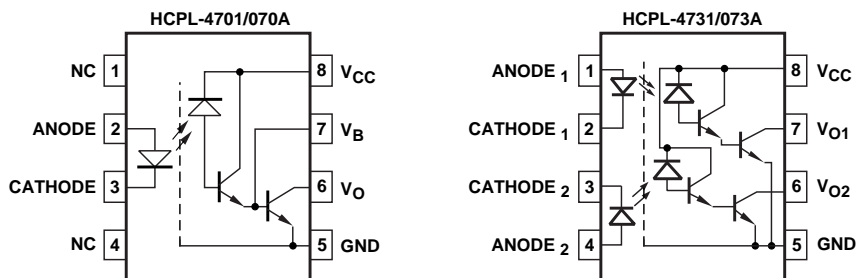 HCPL-4701/070A
NC 1
8 VCC
ANODE 2
7 VB
CATHODE 3
6 VO
NC 4
5 GND
HCPL-4731/073A
ANODE 1 1
8 VCC
CATHODE 1 2
7 VO1
CATHODE 2 3
6 VO2
ANODE 2 4
5 GND